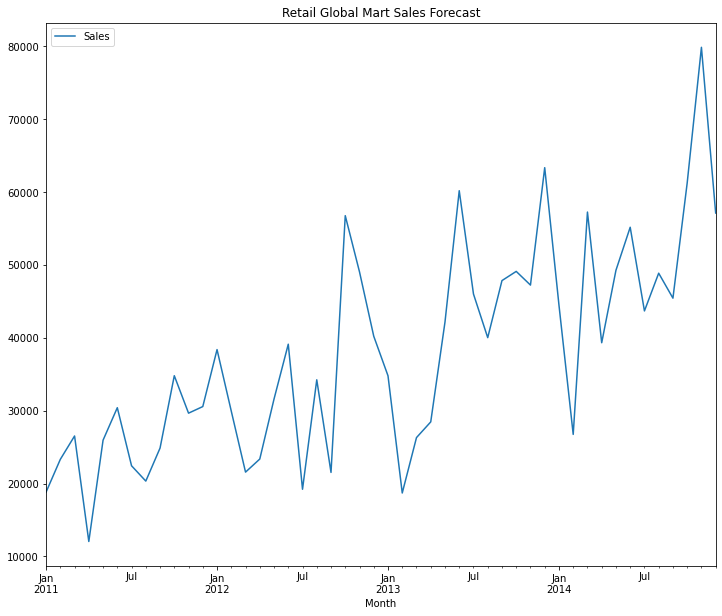 Retail Global Mart Sales Forecast
Sales
80000
70000
60000
50000
40000
30000
20000
10000
Jan Jul Jan Jul Jan Jul Jan Jul
2011 2012 2013 2014
Month